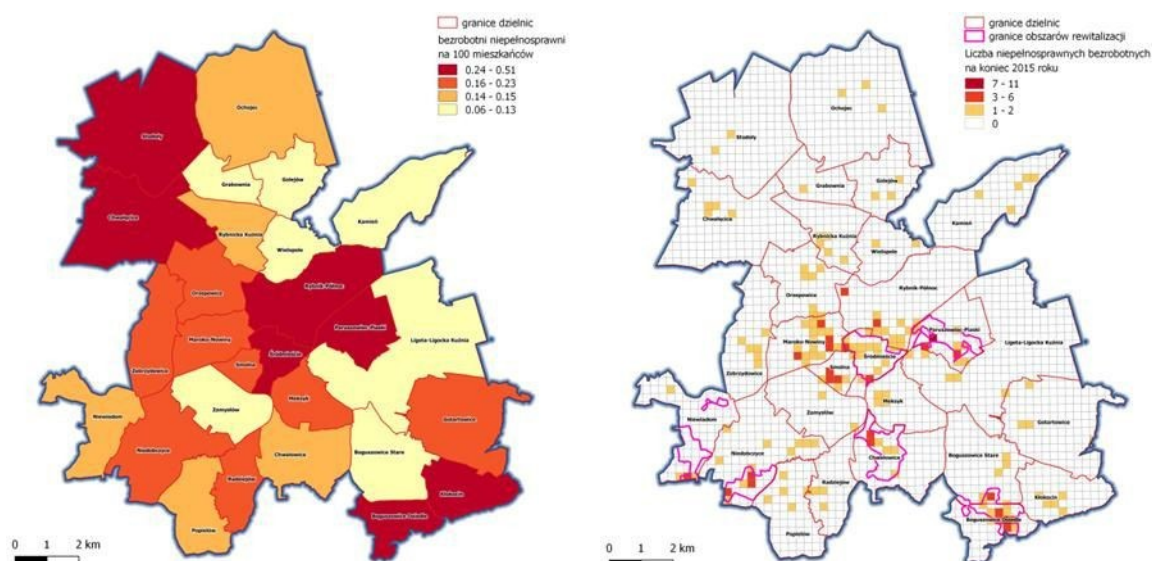 granice dzielnic
bezrobotni niepełnosprawni
na 100 mieszkańców
0.24 - 0.51
0.16 - 0.23
0.14 - 0.15
0.06 - 0.13
Ochojec
Stodoły
Grabownia
Golejów
Kamień
Chwałęcice
Rybnicka Kuźnia
Wielopole
Orzepowice
Rybnik-Północ
Paruszowiec-Piaski
Maroko-Nowiny
Śródmieście
Ligota-Ligocka Kuźnia
Smolna
Zebrzydowice
Meksyk
Zamysłów
Gotartowice
Niewiadom
Niedobczyce
Chwałowice
Boguszowice Stare
Radziejów
Kłokocin
Boguszowice Osiedle
Popielów
0 1 2 km
granice dzielnic
granice obszarów rewitalizacji
Liczba niepełnosprawnych bezrobotnych
na koniec 2015 roku
7 - 11
3 - 6
1 - 2
0
Ochojec
Stodoły
Grabownia
Golejów
Kamień
Chwałęcice
Rybnicka Kuźnia
Wielopole
Orzepowice
Rybnik-Północ
Paruszowiec-Piaski
Maroko-Nowiny
Śródmieście
Ligota-Ligocka Kuźnia
Smolna
Zebrzydowice
Meksyk
Zamysłów
Gotartowice
Niewiadom
Niedobczyce
Chwałowice
Boguszowice Stare
Radziejów
Kłokocin
Boguszowice Osiedle
Popielów
0 1 2 km